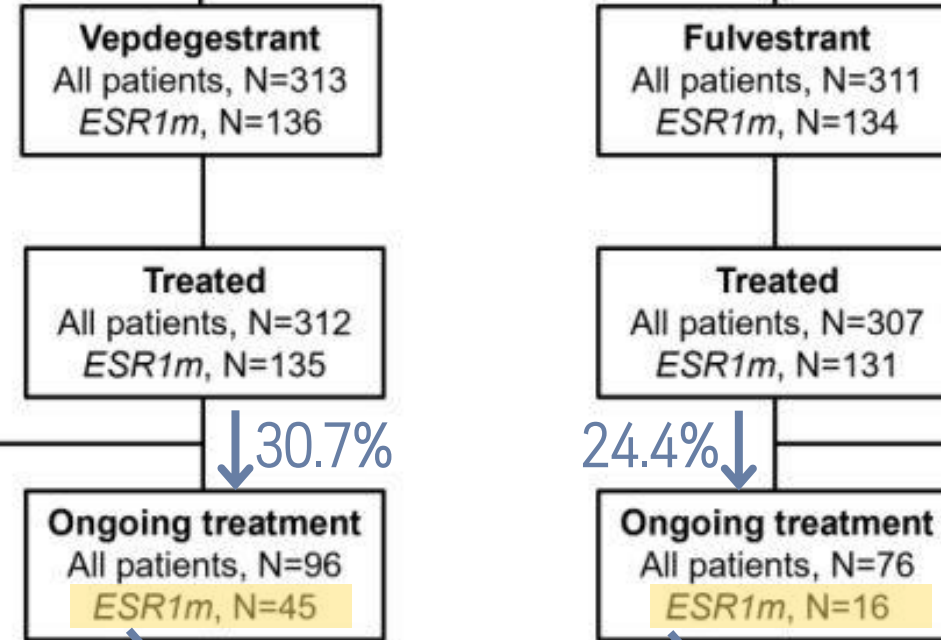 Vepdegestrant
All patients, N=313
ESR1m, N=136
Fulvestrant
All patients, N=311
ESR1m, N=134
Treated
All patients, N=312
ESR1m, N=135
Treated
All patients, N=307
ESR1m, N=131
30.7%
24.4%
Ongoing treatment
All patients, N=96
ESR1m, N=45
Ongoing treatment
All patients, N=76
ESR1m, N=16